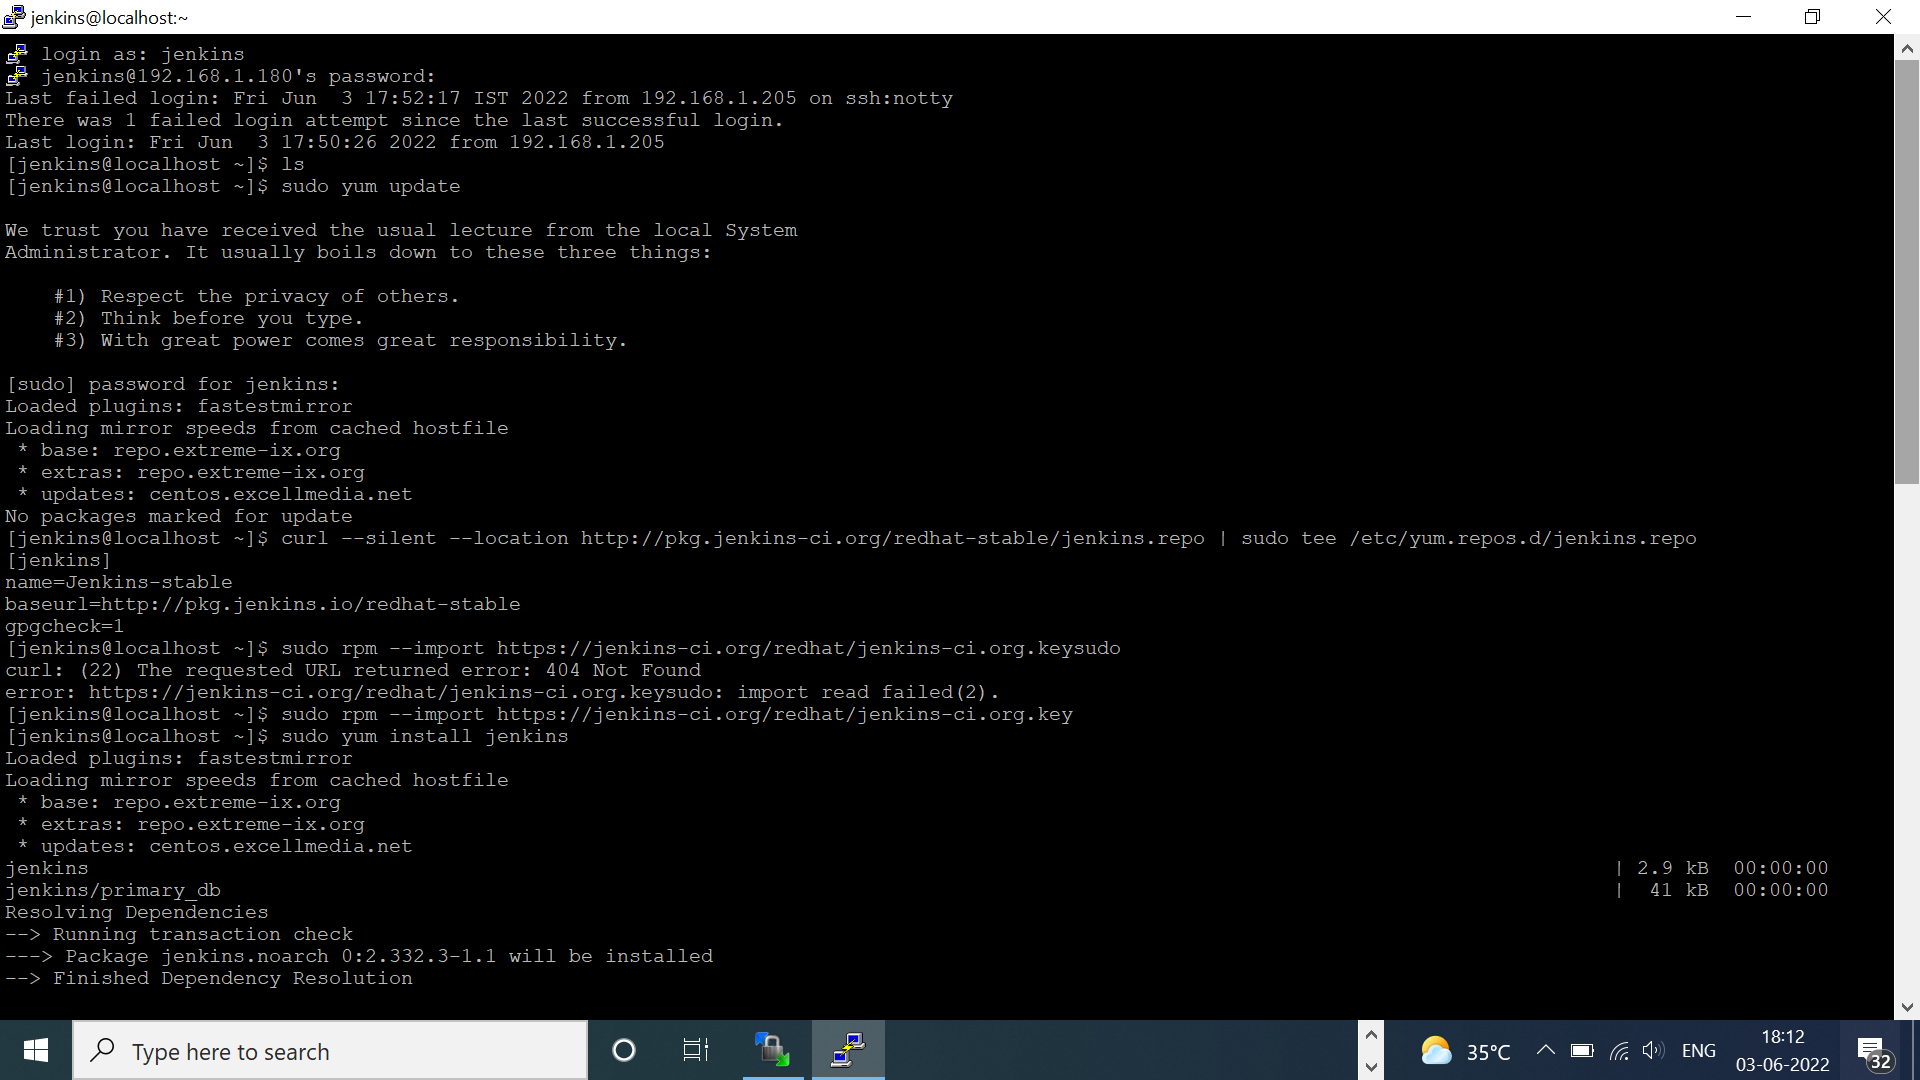 jenkins@localhost:~
login as: jenkins
jenkins@192.168.1.180's password:
Last failed login: Fri Jun  3 17:52:17 IST 2022 from 192.168.1.205 on ssh:notty
There was 1 failed login attempt since the last successful login.
Last login: Fri Jun  3 17:50:26 2022 from 192.168.1.205
[jenkins@localhost ~]$ ls
[jenkins@localhost ~]$ sudo yum update
We trust you have received the usual lecture from the local System
Administrator. It usually boils down to these three things:
#1) Respect the privacy of others.
#2) Think before you type.
#3) With great power comes great responsibility.
[sudo] password for jenkins:
Loaded plugins: fastestmirror
Loading mirror speeds from cached hostfile
* base: repo.extreme-ix.org
* extras: repo.extreme-ix.org
* updates: centos.excellmedia.net
No packages marked for update
[jenkins@localhost ~]$ curl --silent --location http://pkg.jenkins-ci.org/redhat-stable/jenkins.repo | sudo tee /etc/yum.repos.d/jenkins.repo
[jenkins]
name=Jenkins-stable
baseurl=http://pkg.jenkins.io/redhat-stable
gpgcheck=1
[jenkins@localhost ~]$ sudo rpm --import https://jenkins-ci.org/redhat/jenkins-ci.org.keysudo
curl: (22) The requested URL returned error: 404 Not Found
error: https://jenkins-ci.org/redhat/jenkins-ci.org.keysudo: import read failed(2).
[jenkins@localhost ~]$ sudo rpm --import https://jenkins-ci.org/redhat/jenkins-ci.org.key
[jenkins@localhost ~]$ sudo yum install jenkins
Loaded plugins: fastestmirror
Loading mirror speeds from cached hostfile
* base: repo.extreme-ix.org
* extras: repo.extreme-ix.org
* updates: centos.excellmedia.net
jenkins | 2.9 kB  00:00:00
jenkins/primary_db |  41 kB  00:00:00
Resolving Dependencies
--> Running transaction check
---> Package jenkins.noarch 0:2.332.3-1.1 will be installed
--> Finished Dependency Resolution
Type here to search
35°C
ENG
18:12
03-06-2022
32